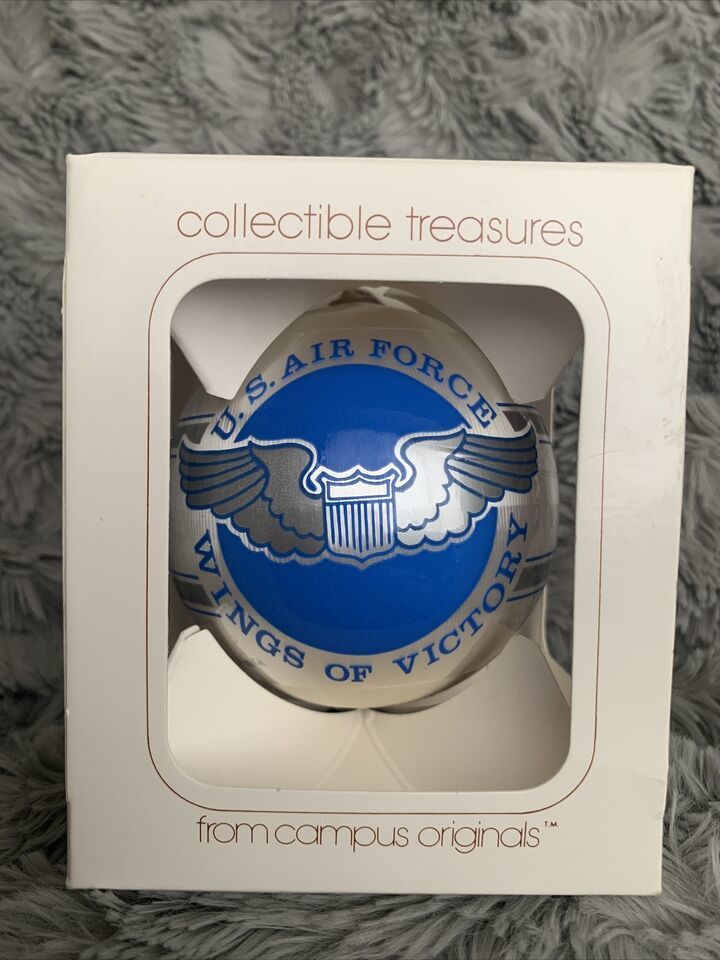 collectible treasures
U.S. AIR FORCE
WINGS OF VICTORY
from campus originals™